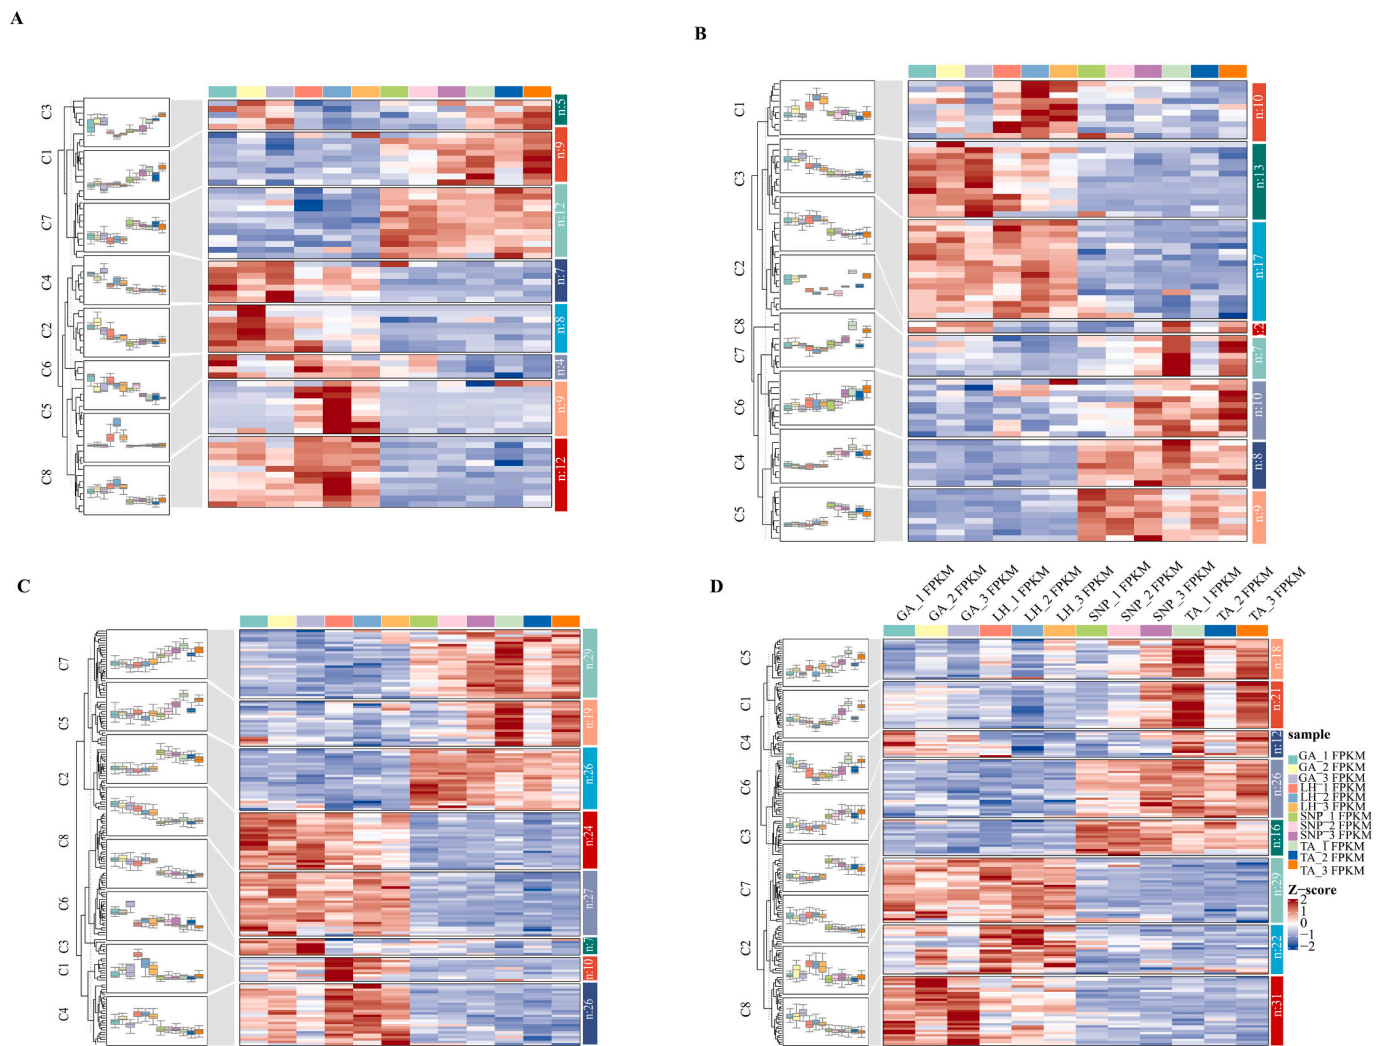 A
C3
C1
C7
C4
C2
C6
C5
C8
n:5
n:9
n:12
n:7
n:8
n:4
n:9
n:12
B
C1
C3
C2
C8
C7
C6
C4
C5
n:10
n:13
n:17
n:7
n:10
n:8
n:9
C
C7
C5
C2
C8
C6
C3
C1
C4
n:29
n:19
n:26
n:24
n:27
n:7
n:10
n:26
D
GA_1 FPKM
GA_2 FPKM
GA_3 FPKM
LH_1 FPKM
LH_2 FPKM
LH_3 FPKM
SNP_1 FPKM
SNP_2 FPKM
SNP_3 FPKM
TA_1 FPKM
TA_2 FPKM
TA_3 FPKM
C5
C1
C4
C6
C3
C7
C2
C8
n:18
n:21
n:12
n:26
n:16
n:29
n:22
n:31
sample
GA_1 FPKM
GA_2 FPKM
GA_3 FPKM
LH_1 FPKM
LH_2 FPKM
LH_3 FPKM
SNP_1 FPKM
SNP_2 FPKM
SNP_3 FPKM
TA_1 FPKM
TA_2 FPKM
TA_3 FPKM
Z-score
2
1
0
−1
−2